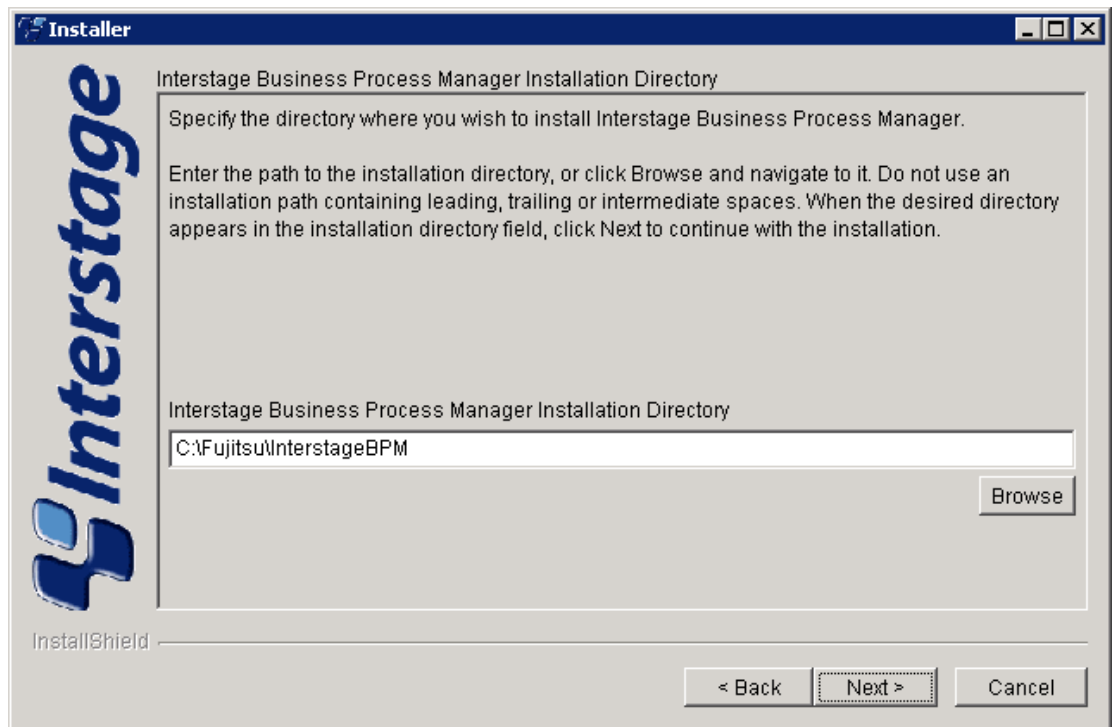 Installer
Interstage
Interstage Business Process Manager Installation Directory
Specify the directory where you wish to install Interstage Business Process Manager.
Enter the path to the installation directory, or click Browse and navigate to it. Do not use an
installation path containing leading, trailing or intermediate spaces. When the desired directory
appears in the installation directory field, click Next to continue with the installation.
Interstage Business Process Manager Installation Directory
C:\Fujitsu\InterstageBPM
Browse
InstallShield
< Back
Next >
Cancel